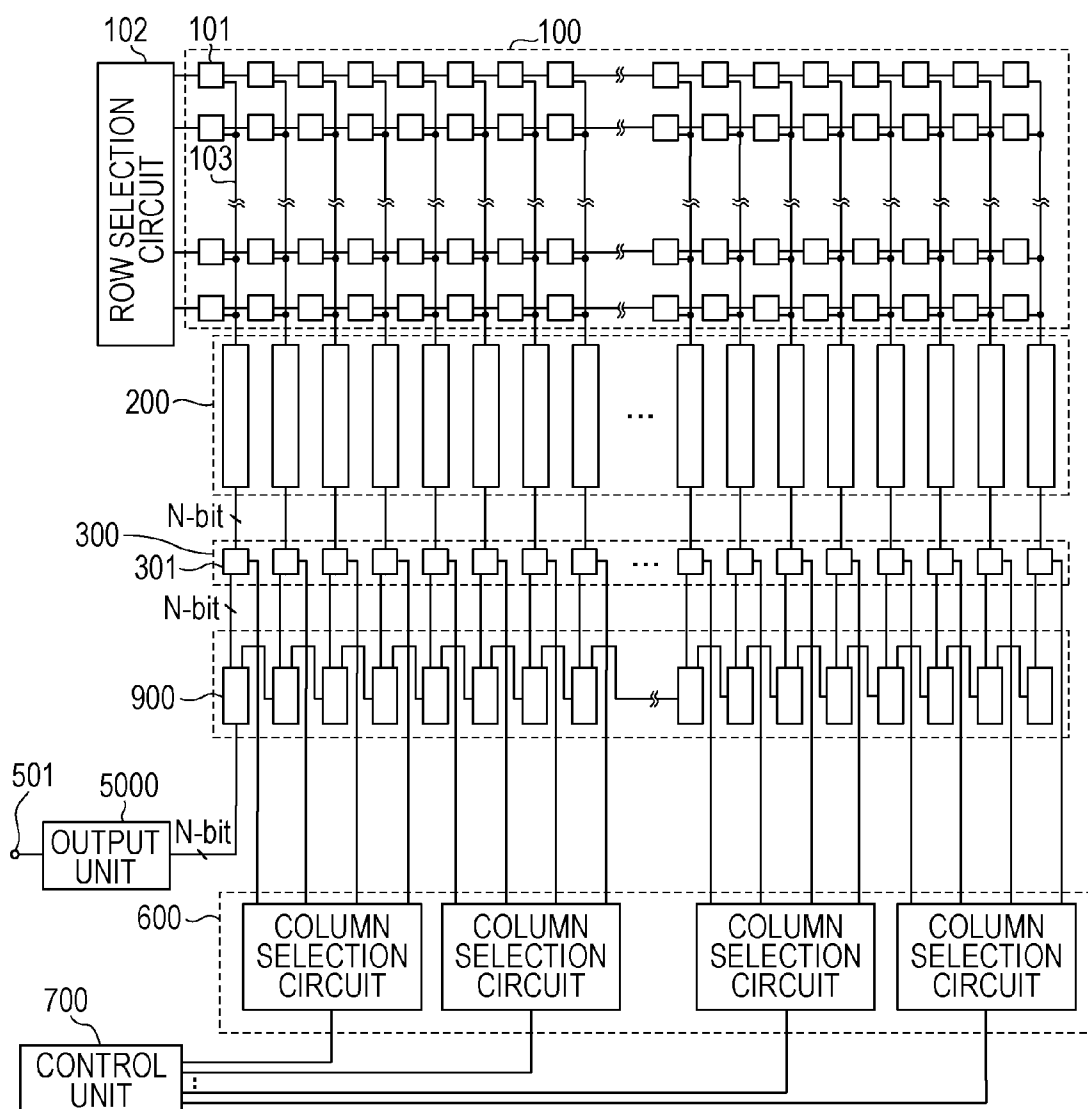 102
101
100
ROW SELECTION
CIRCUIT
103
200
...
N-bit
300
301
...
N-bit
900
501
5000
OUTPUT
UNIT
N-bit
600
COLUMN
SELECTION
CIRCUIT
COLUMN
SELECTION
CIRCUIT
COLUMN
SELECTION
CIRCUIT
COLUMN
SELECTION
CIRCUIT
700
CONTROL
UNIT